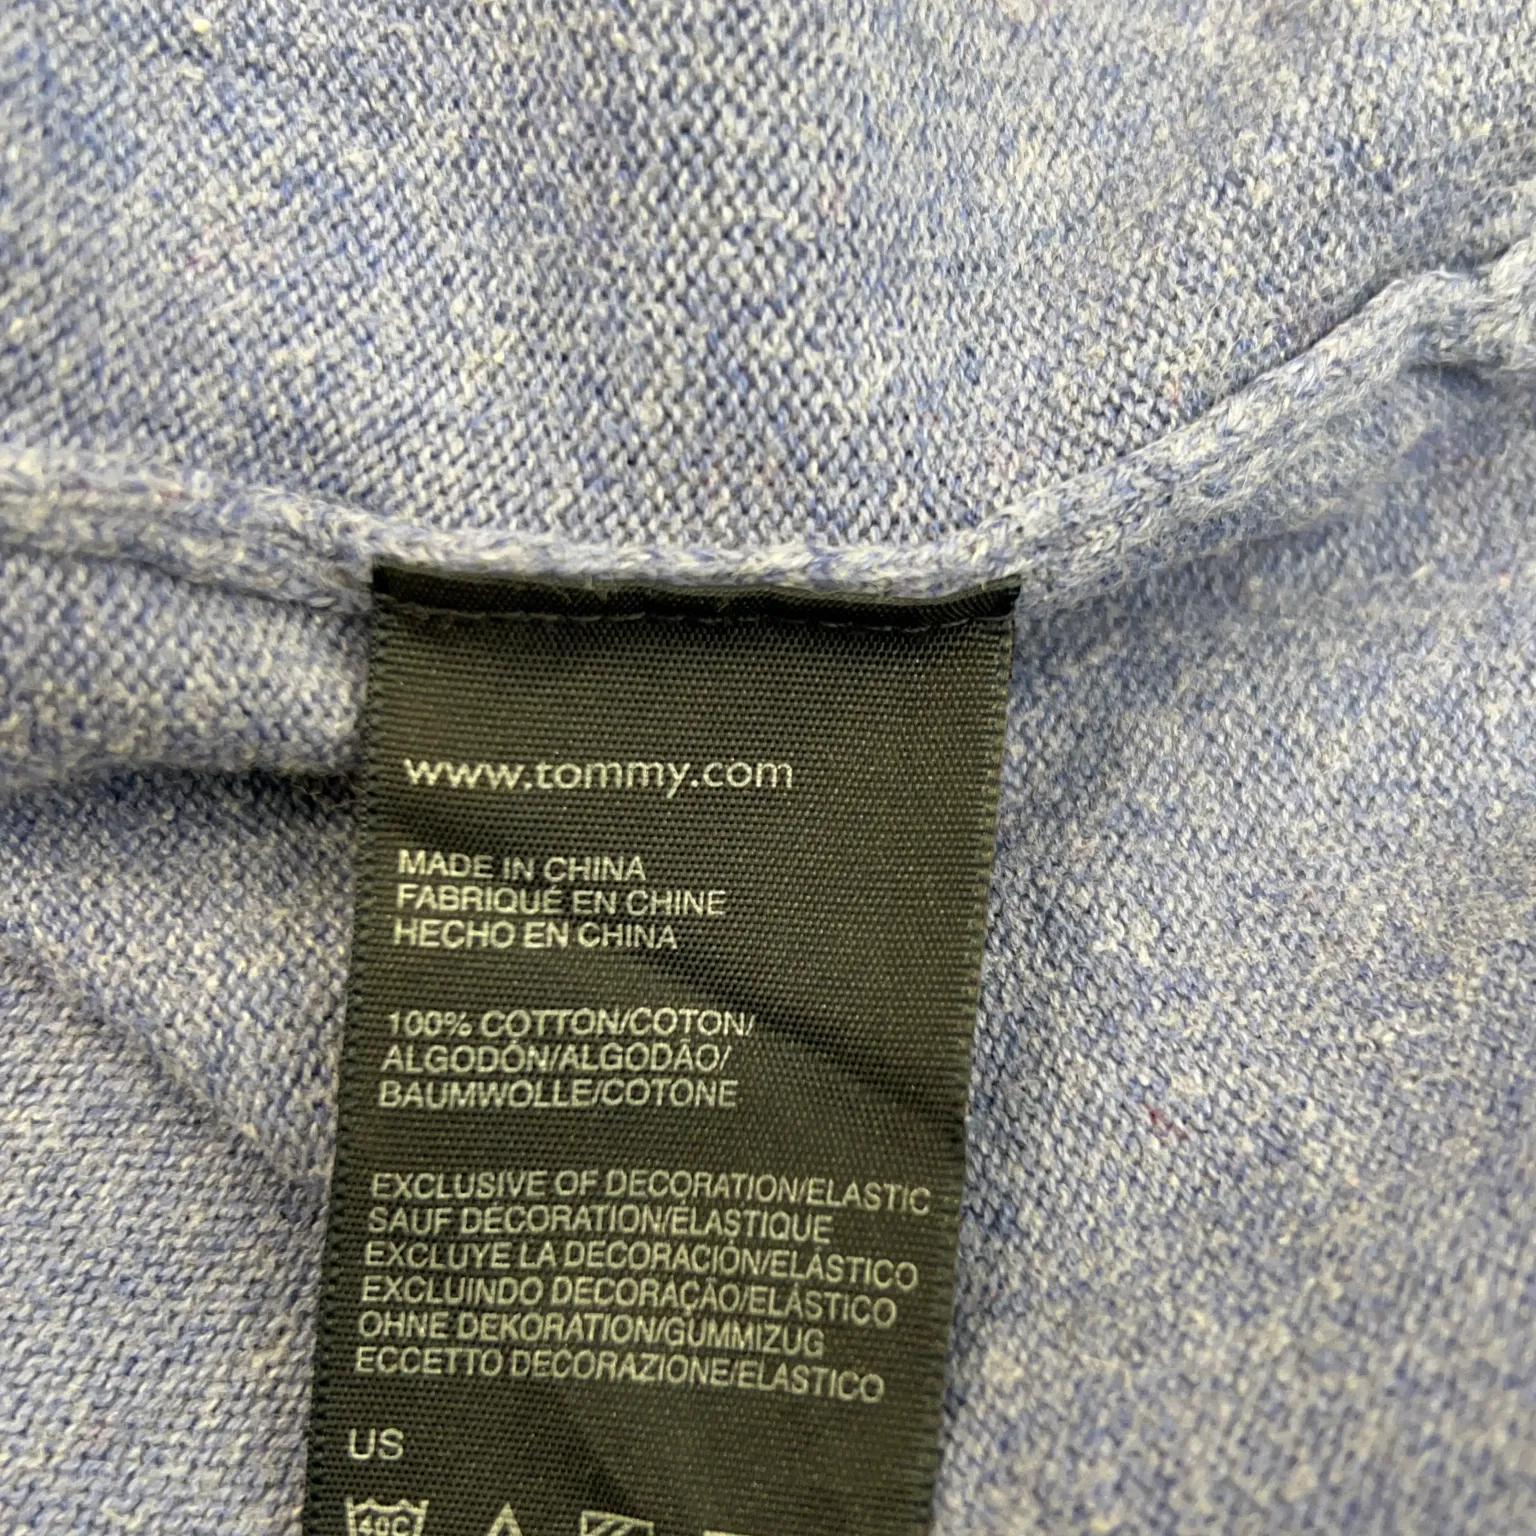 www.tommy.com
MADE IN CHINA
FABRIQUÉ EN CHINE
HECHO EN CHINA
100% COTTON/COTON/
ALGODÓN/ALGODÃO/
BAUMWOLLE/COTONE
EXCLUSIVE OF DECORATION/ELASTIC
SAUF DÉCORATION/ÉLASTIQUE
EXCLUYE LA DECORACIÓN/ELÁSTICO
EXCLUINDO DECORAÇÃO/ELÁSTICO
OHNE DEKORATION/GUMMIZUG
ECCETTO DECORAZIONE/ELASTICO
US
40C